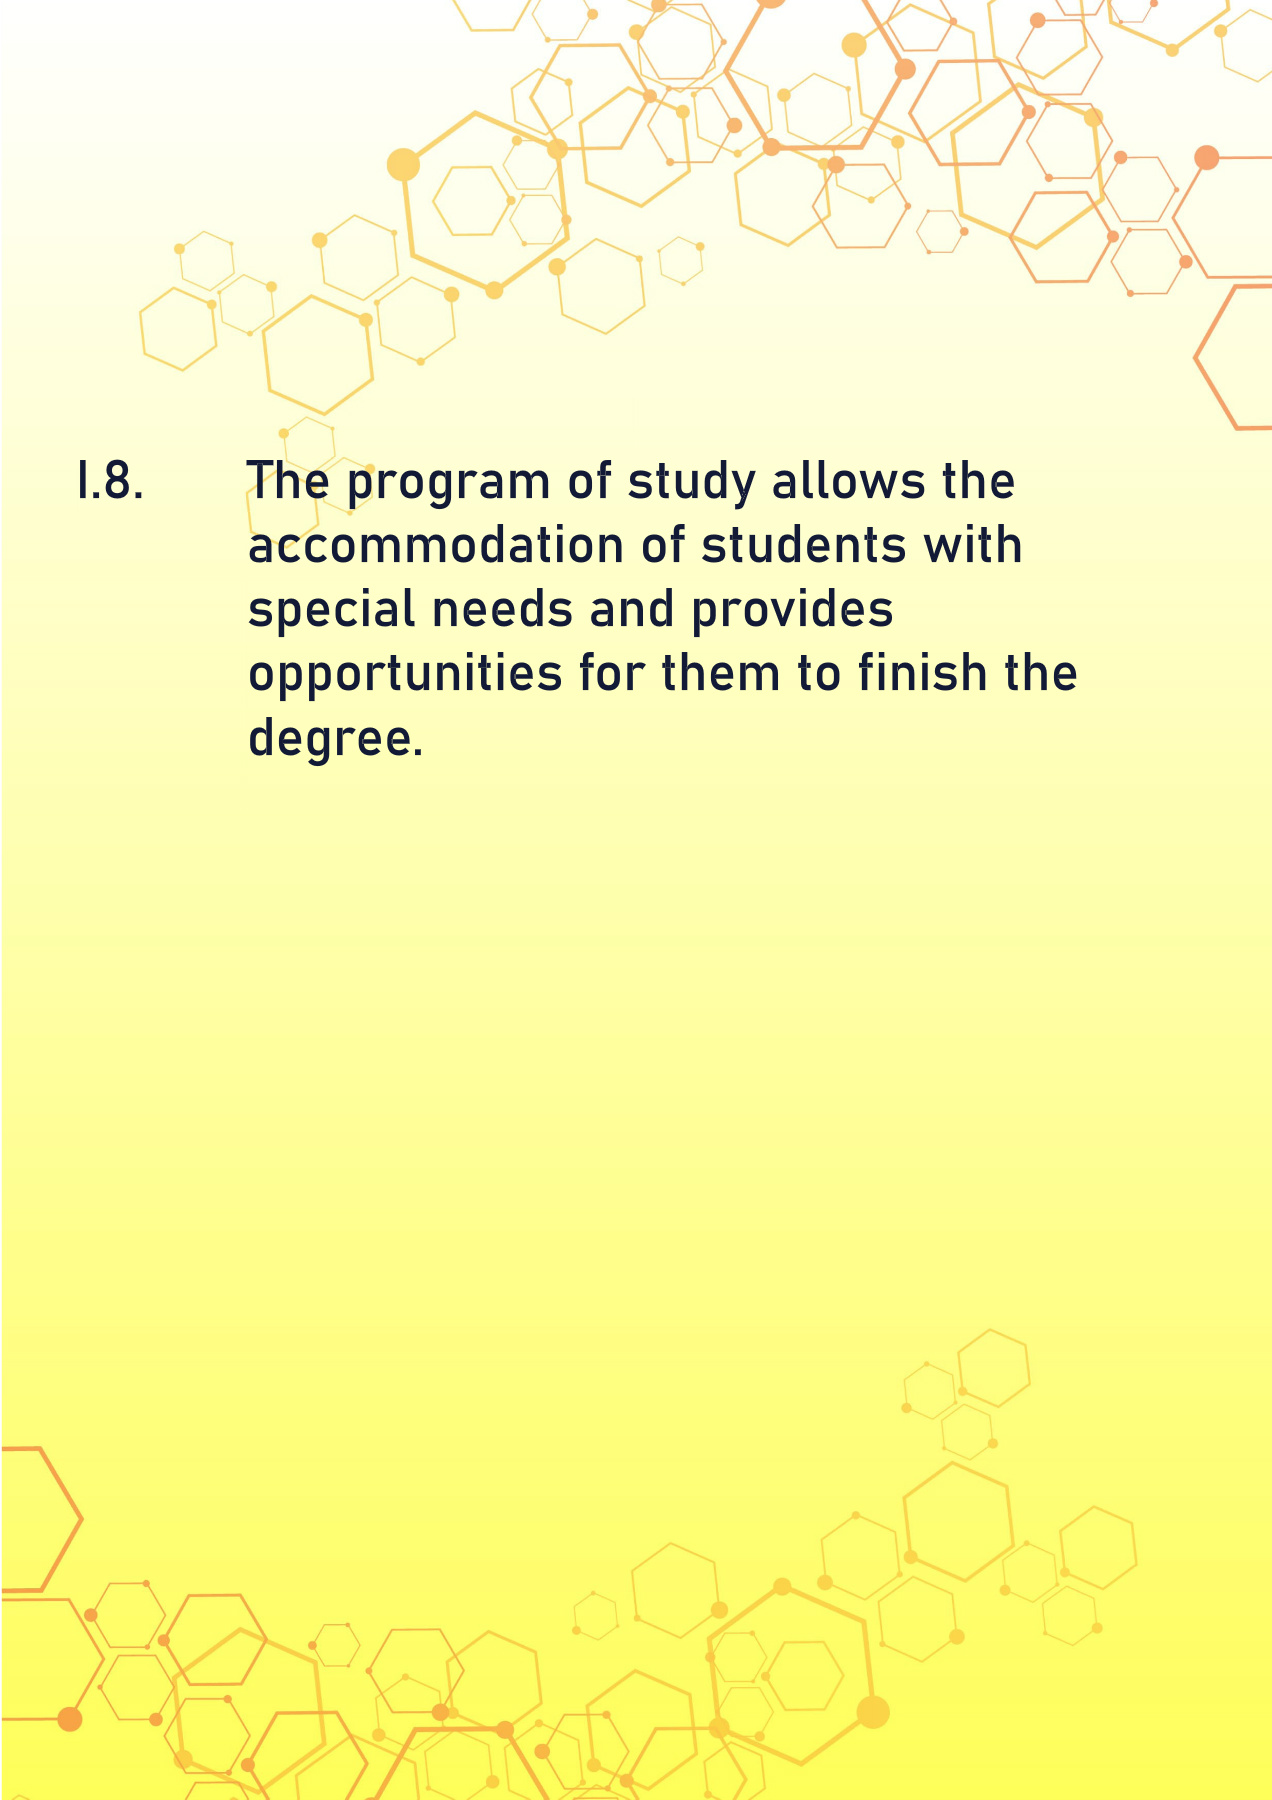 I.8. The program of study allows the
accommodation of students with
special needs and provides
opportunities for them to finish the
degree.